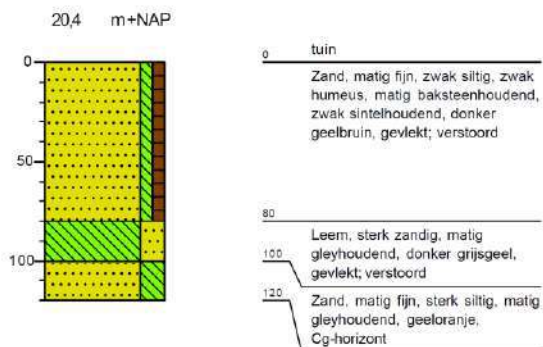 20,4 m+NAP
0
50
100
0 tuin
Zand, matig fijn, zwak siltig, zwak
humeus, matig baksteenhoudend,
zwak sintelhoudend, donker
geelbruin, gevlekt; verstoord
80
Leem, sterk zandig, matig
gleyhoudend, donker grijsgeel,
gevlekt; verstoord
100
Zand, matig fijn, sterk siltig, matig
gleyhoudend, geeloranje,
Cg-horizont
120